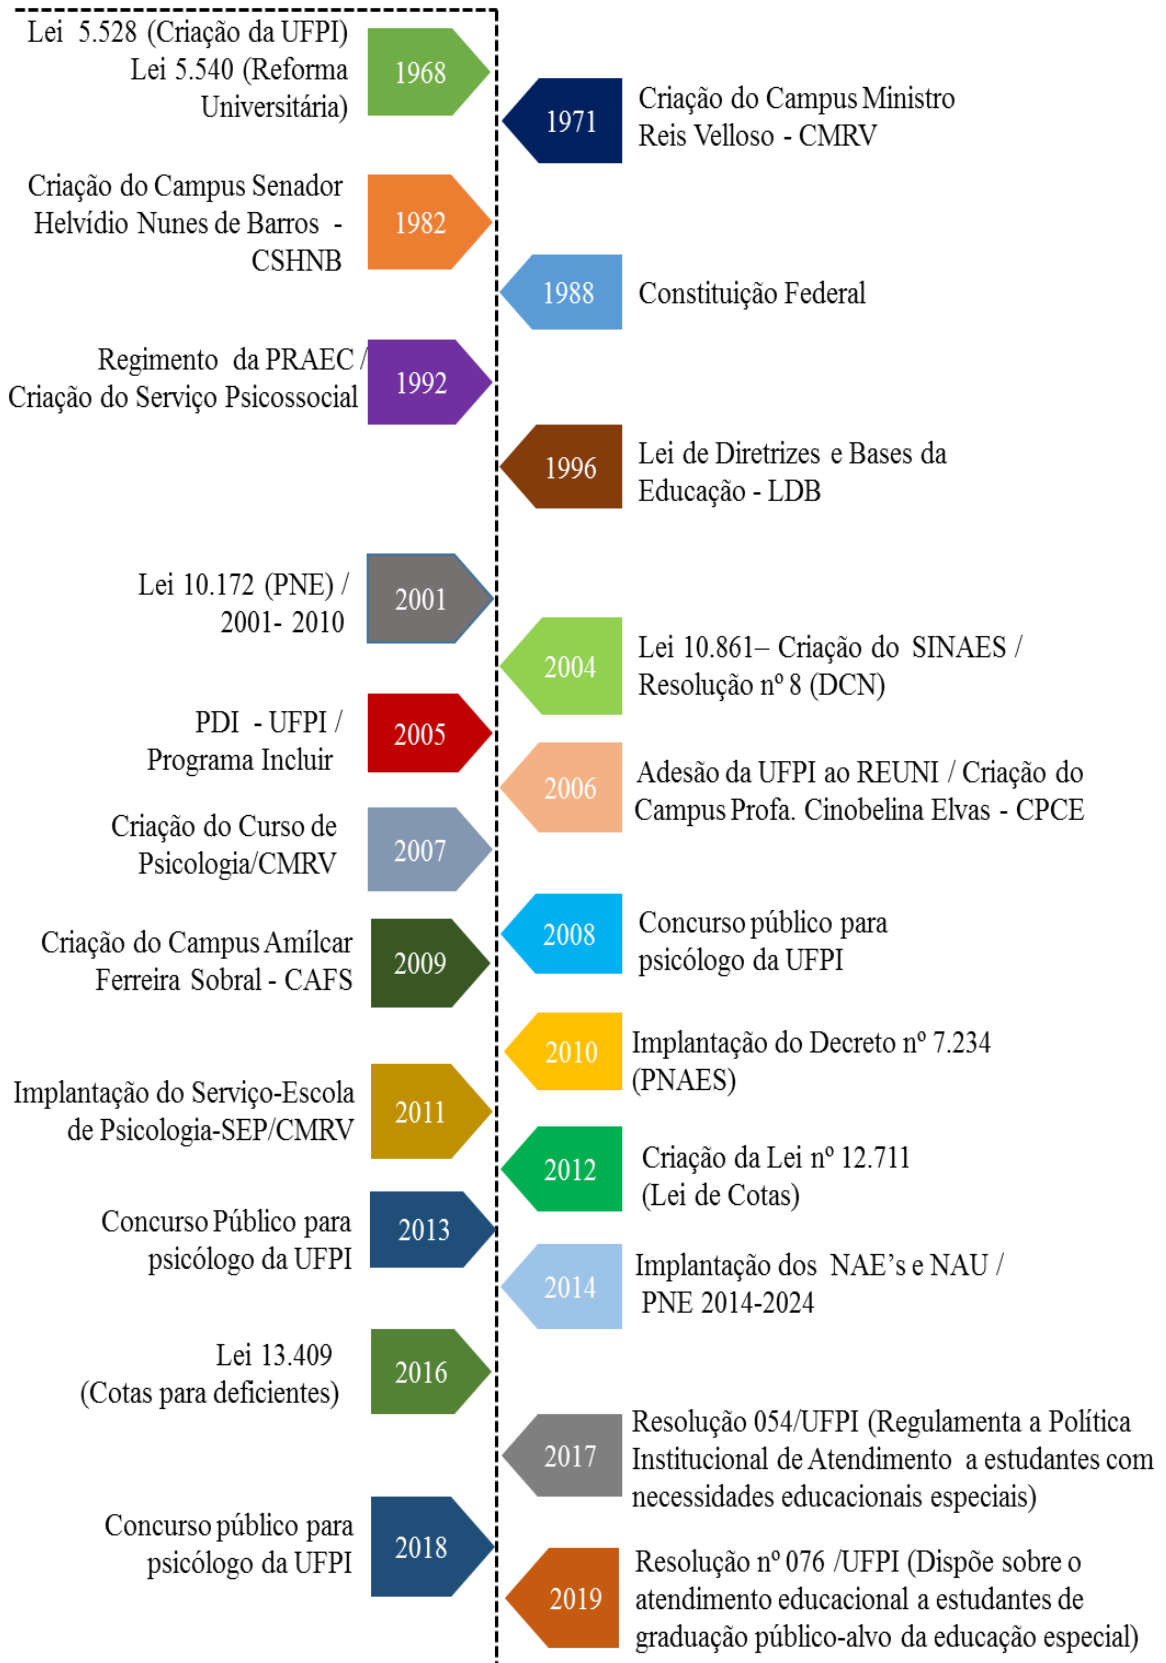 Lei 5.528 (Criação da UFPI)
Lei 5.540 (Reforma
Universitária)
1968
1971
Criação do Campus Ministro
Reis Velloso - CMRV
Criação do Campus Senador
Helvídio Nunes de Barros -
CSHNB
1982
1988
Constituição Federal
Regimento da PRAEC /
Criação do Serviço Psicossocial
1992
1996
Lei de Diretrizes e Bases da
Educação - LDB
Lei 10.172 (PNE) /
2001- 2010
2001
2004
Lei 10.861– Criação do SINAES /
Resolução nº 8 (DCN)
PDI - UFPI /
Programa Incluir
2005
2006
Adesão da UFPI ao REUNI / Criação do
Campus Profa. Cinobelina Elvas - CPCE
Criação do Curso de
Psicologia/CMRV
2007
2008
Concurso público para
psicólogo da UFPI
Criação do Campus Amílcar
Ferreira Sobral - CAFS
2009
2010
Implantação do Decreto nº 7.234
(PNAES)
Implantação do Serviço-Escola
de Psicologia-SEP/CMRV
2011
2012
Criação da Lei nº 12.711
(Lei de Cotas)
Concurso Público para
psicólogo da UFPI
2013
2014
Implantação dos NAE’s e NAU /
PNE 2014-2024
Lei 13.409
(Cotas para deficientes)
2016
2017
Resolução 054/UFPI (Regulamenta a Política
Institucional de Atendimento a estudantes com
necessidades educacionais especiais)
Concurso público para
psicólogo da UFPI
2018
2019
Resolução nº 076 /UFPI (Dispõe sobre o
atendimento educacional a estudantes de
graduação público-alvo da educação especial)